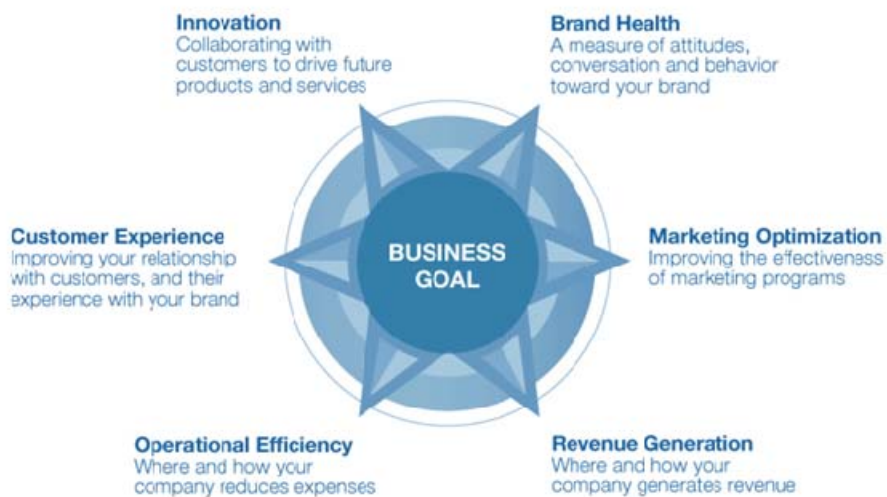 Innovation
Collaborating with
customers to drive future
products and services
Brand Health
A measure of attitudes,
conversation and behavior
toward your brand
Customer Experience
Improving your relationship
with customers, and their
experience with your brand
BUSINESS
GOAL
Marketing Optimization
Improving the effectiveness
of marketing programs
Operational Efficiency
Where and how your
company reduces expenses
Revenue Generation
Where and how your
company generates revenue